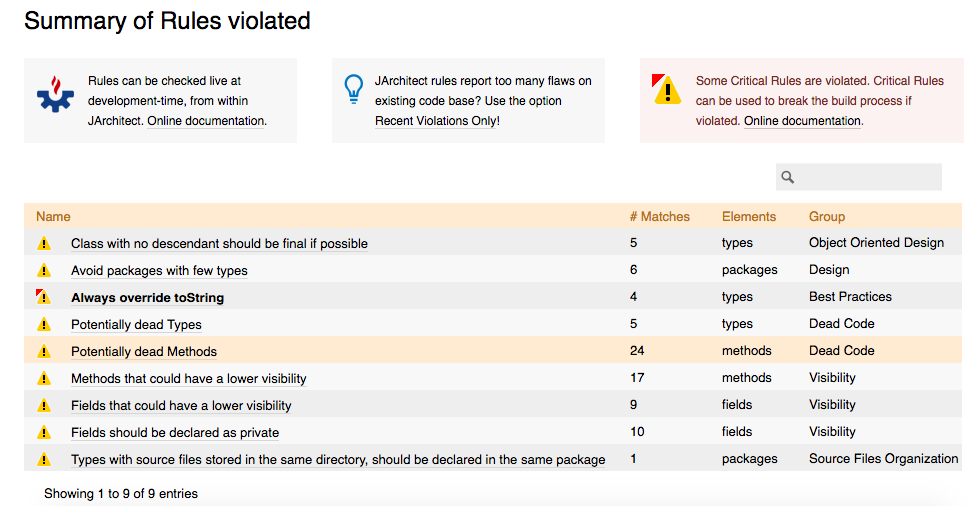 Summary of Rules violated
Rules can be checked live at
development-time, from within
JArchitect. Online documentation.
JArchitect rules report too many flaws on
existing code base? Use the option
Recent Violations Only!
Some Critical Rules are violated. Critical Rules
can be used to break the build process if
violated. Online documentation.
Name # Matches Elements Group
Class with no descendant should be final if possible 5 types Object Oriented Design
Avoid packages with few types 6 packages Design
Always override toString 4 types Best Practices
Potentially dead Types 5 types Dead Code
Potentially dead Methods 24 methods Dead Code
Methods that could have a lower visibility 17 methods Visibility
Fields that could have a lower visibility 9 fields Visibility
Fields should be declared as private 10 fields Visibility
Types with source files stored in the same directory, should be declared in the same package 1 packages Source Files Organization
Showing 1 to 9 of 9 entries